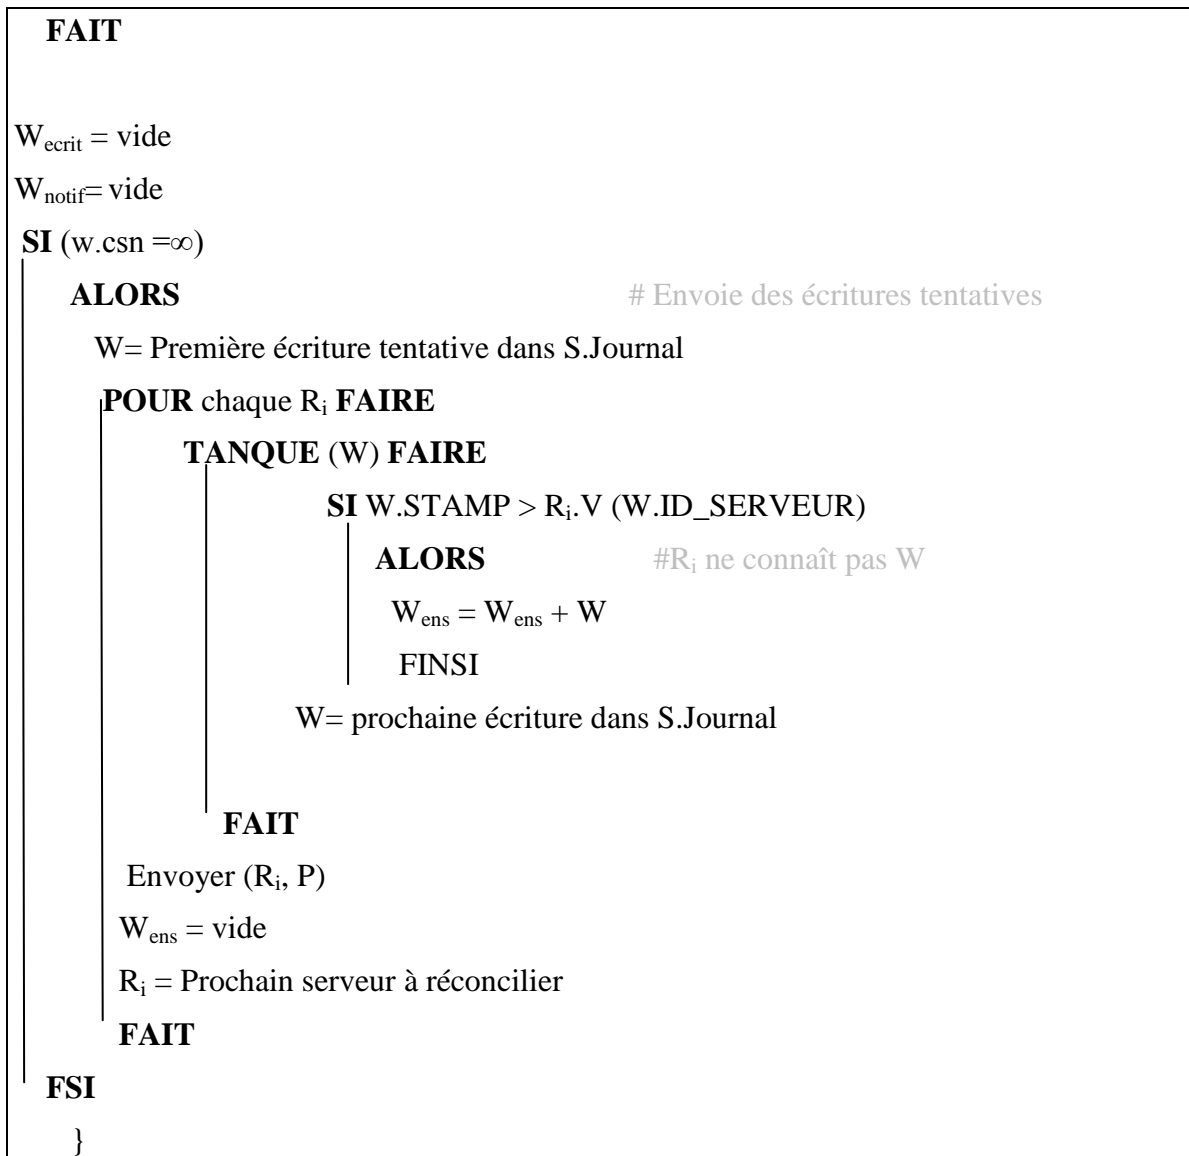 FAIT
Wecrit = vide
Wnotif= vide
SI (w.csn =∞)
ALORS # Envoie des écritures tentatives
W= Première écriture tentative dans S.Journal
POUR chaque Ri FAIRE
TANQUE (W) FAIRE
SI W.STAMP > Ri.V (W.ID_SERVEUR)
ALORS #Ri ne connaît pas W
Wens = Wens + W
FINSI
W= prochaine écriture dans S.Journal
FAIT
Envoyer (Ri, P)
Wens = vide
Ri = Prochain serveur à réconcilier
FAIT
FSI
}